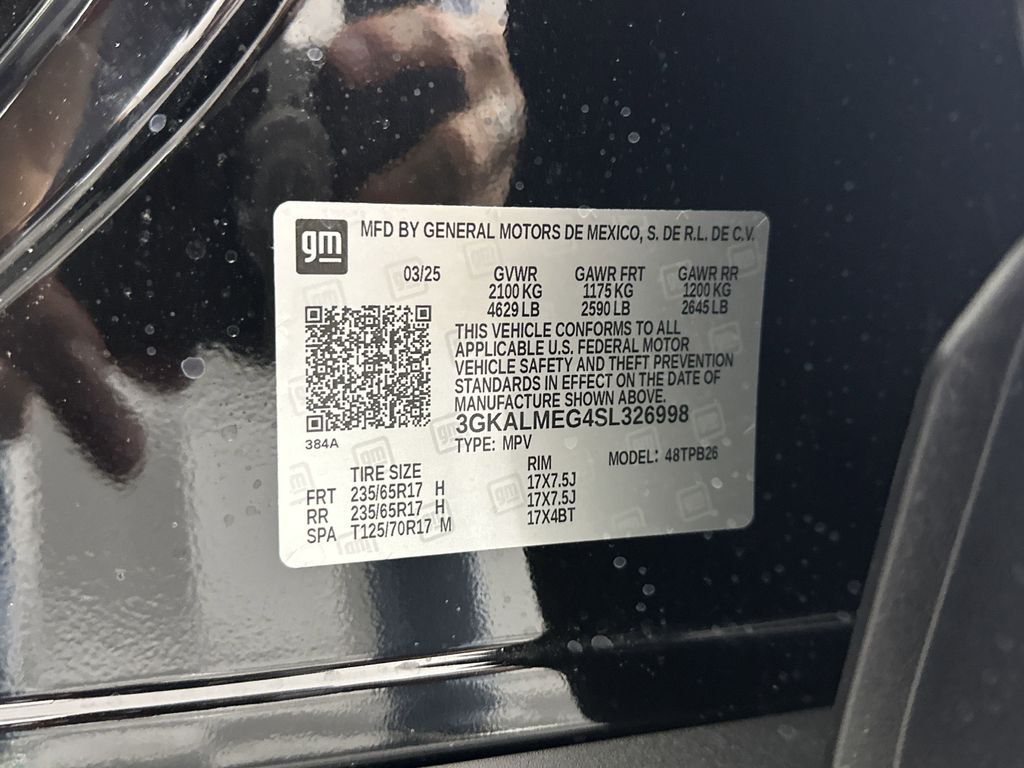 gm MFD BY GENERAL MOTORS DE MEXICO, S. DE R.L. DE C.V.
03/25 GVWR GAWR FRT GAWR RR
2100 KG 1175 KG 1200 KG
4629 LB 2590 LB 2645 LB
THIS VEHICLE CONFORMS TO ALL
APPLICABLE U.S. FEDERAL MOTOR
VEHICLE SAFETY AND THEFT PREVENTION
STANDARDS IN EFFECT ON THE DATE OF
MANUFACTURE SHOWN ABOVE.
3GKALMEG4SL326998
384A TYPE: MPV MODEL: 48TPB26
TIRE SIZE RIM
FRT 235/65R17 H 17X7.5J
RR 235/65R17 H 17X7.5J
SPA T125/70R17 M 17X4BT